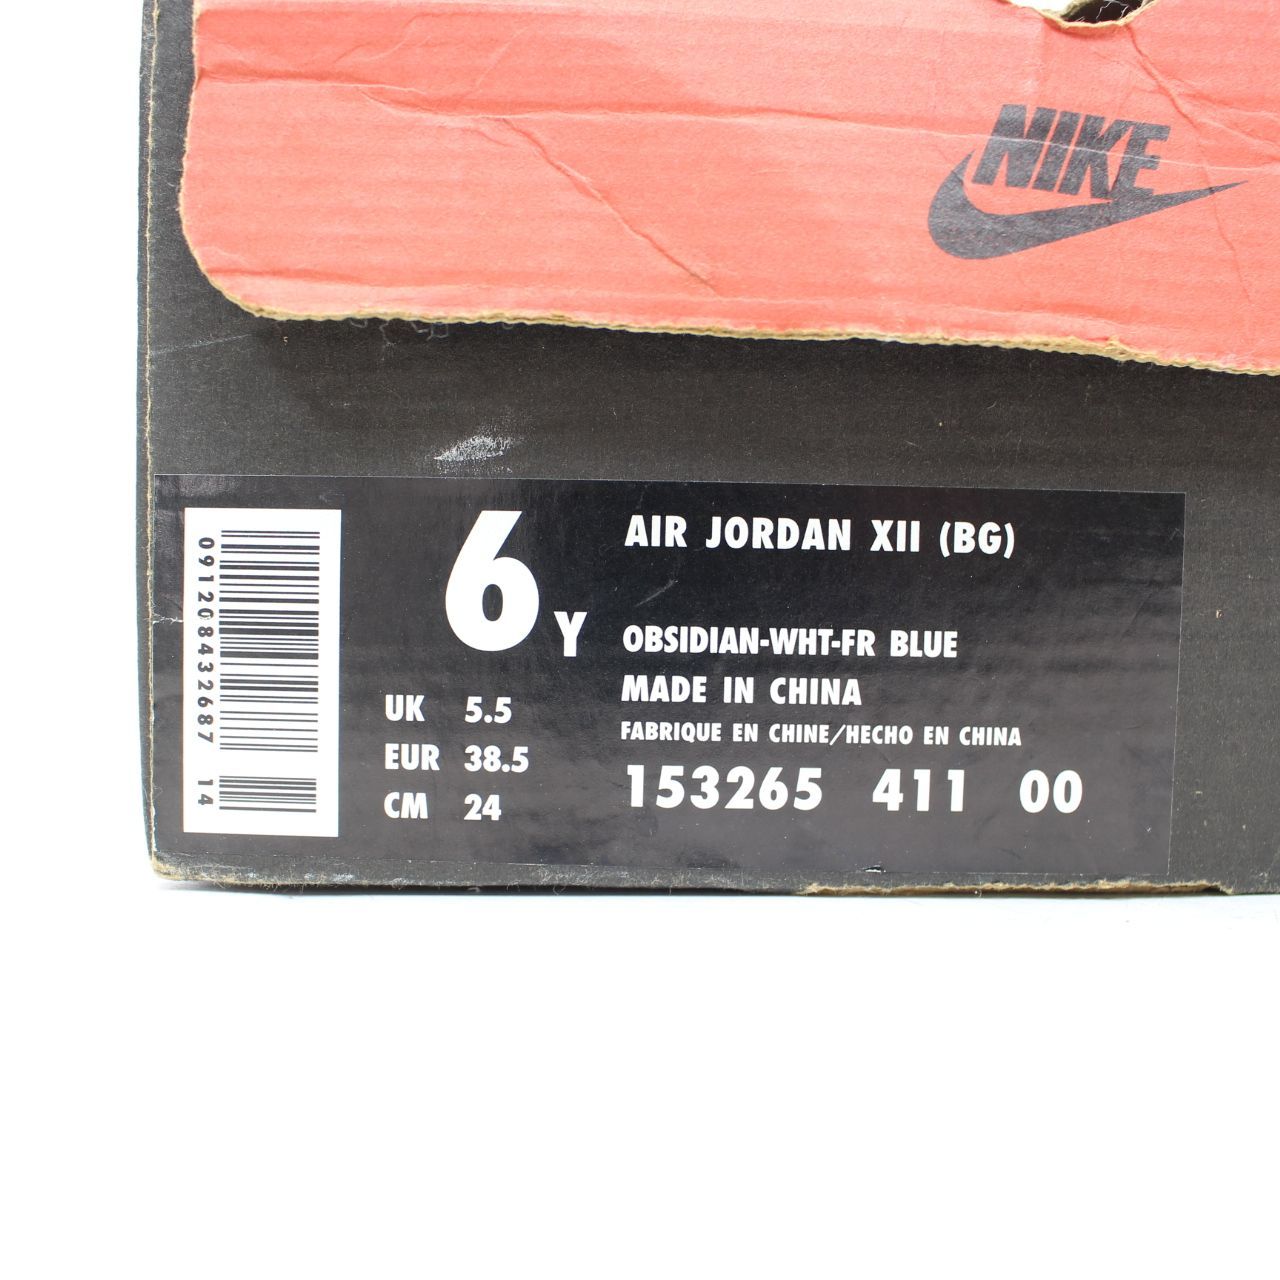 NIKE
091208432687 14
6 Y
UK 5.5
EUR 38.5
CM 24
AIR JORDAN XII (BG)
OBSIDIAN-WHT-FR BLUE
MADE IN CHINA
FABRIQUE EN CHINE/HECHO EN CHINA
153265 411 00